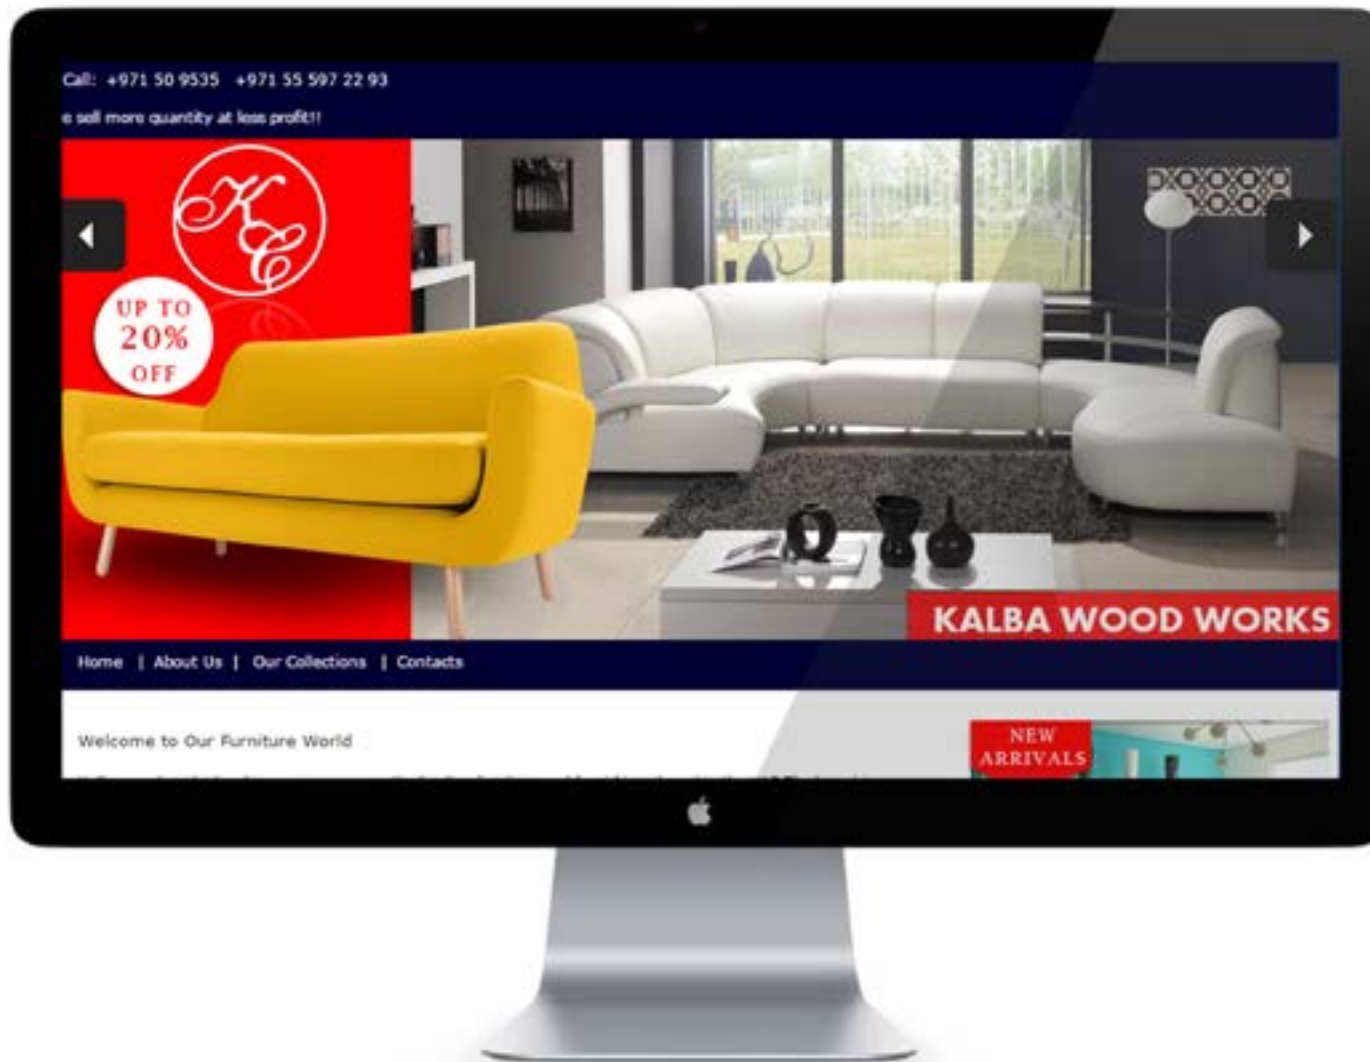 Call: +971 50 9535 +971 55 597 22 93
e sell more quantity at less profit!!
K
C
UP TO
20%
OFF
KALBA WOOD WORKS
Home | About Us | Our Collections | Contacts
Welcome to Our Furniture World
NEW
ARRIVALS